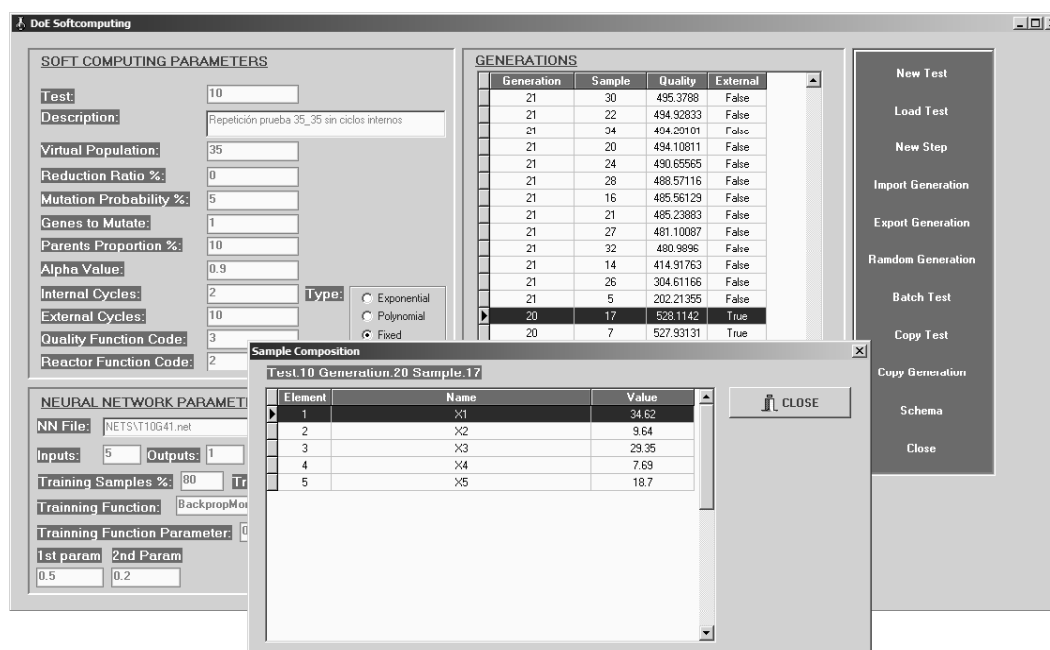 DoE Softcomputing
SOFT COMPUTING PARAMETERS
Test: 10
Description: Repetición prueba 35_35 sin ciclos internos
Virtual Population: 35
Reduction Ratio %: 0
Mutation Probability %: 5
Genes to Mutate: 1
Parents Proportion %: 10
Alpha Value: 0.9
Internal Cycles: 2
External Cycles: 10
Quality Function Code: 3
Reactor Function Code: 2
Type:
Exponential
Polynomial
Fixed
GENERATIONS
Generation Sample Quality External
21 30 495.3788 False
21 22 494.92833 False
21 34 494.20101 False
21 20 494.10811 False
21 24 490.65565 False
21 28 488.57116 False
21 16 485.56129 False
21 21 485.23883 False
21 27 481.10087 False
21 32 480.9896 False
21 14 414.91763 False
21 26 304.61166 False
21 5 202.21355 False
20 17 528.1142 True
20 7 527.93131 True
New Test
Load Test
New Step
Import Generation
Export Generation
Ramdom Generation
Batch Test
Copy Test
Copy Generation
Schema
Close
NEURAL NETWORK PARAMET
NN File: NETS\T10G41.net
Inputs: 5 Outputs: 1
Training Samples %: 80 Tr
Trainning Function: BackpropMo
Trainning Function Parameter: 0
1st param 2nd Param
0.5 0.2
Sample Composition
Test.10 Generation.20 Sample.17
Element Name Value
1 X1 34.62
2 X2 9.64
3 X3 29.35
4 X4 7.69
5 X5 18.7
CLOSE